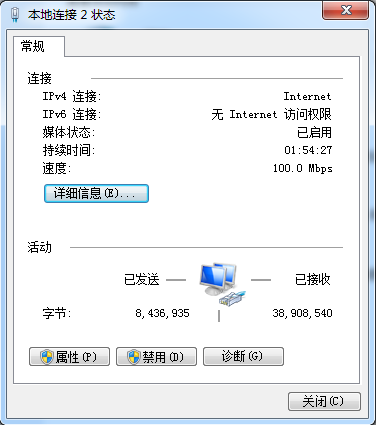 本地连接 2 状态
常规
连接
IPv4 连接: Internet
IPv6 连接: 无 Internet 访问权限
媒体状态: 已启用
持续时间: 01:54:27
速度: 100.0 Mbps
详细信息(E)...
活动
已发送 — — 已接收
字节: 8,436,935 | 38,908,540
属性(P) 禁用(D) 诊断(G)
关闭(C)